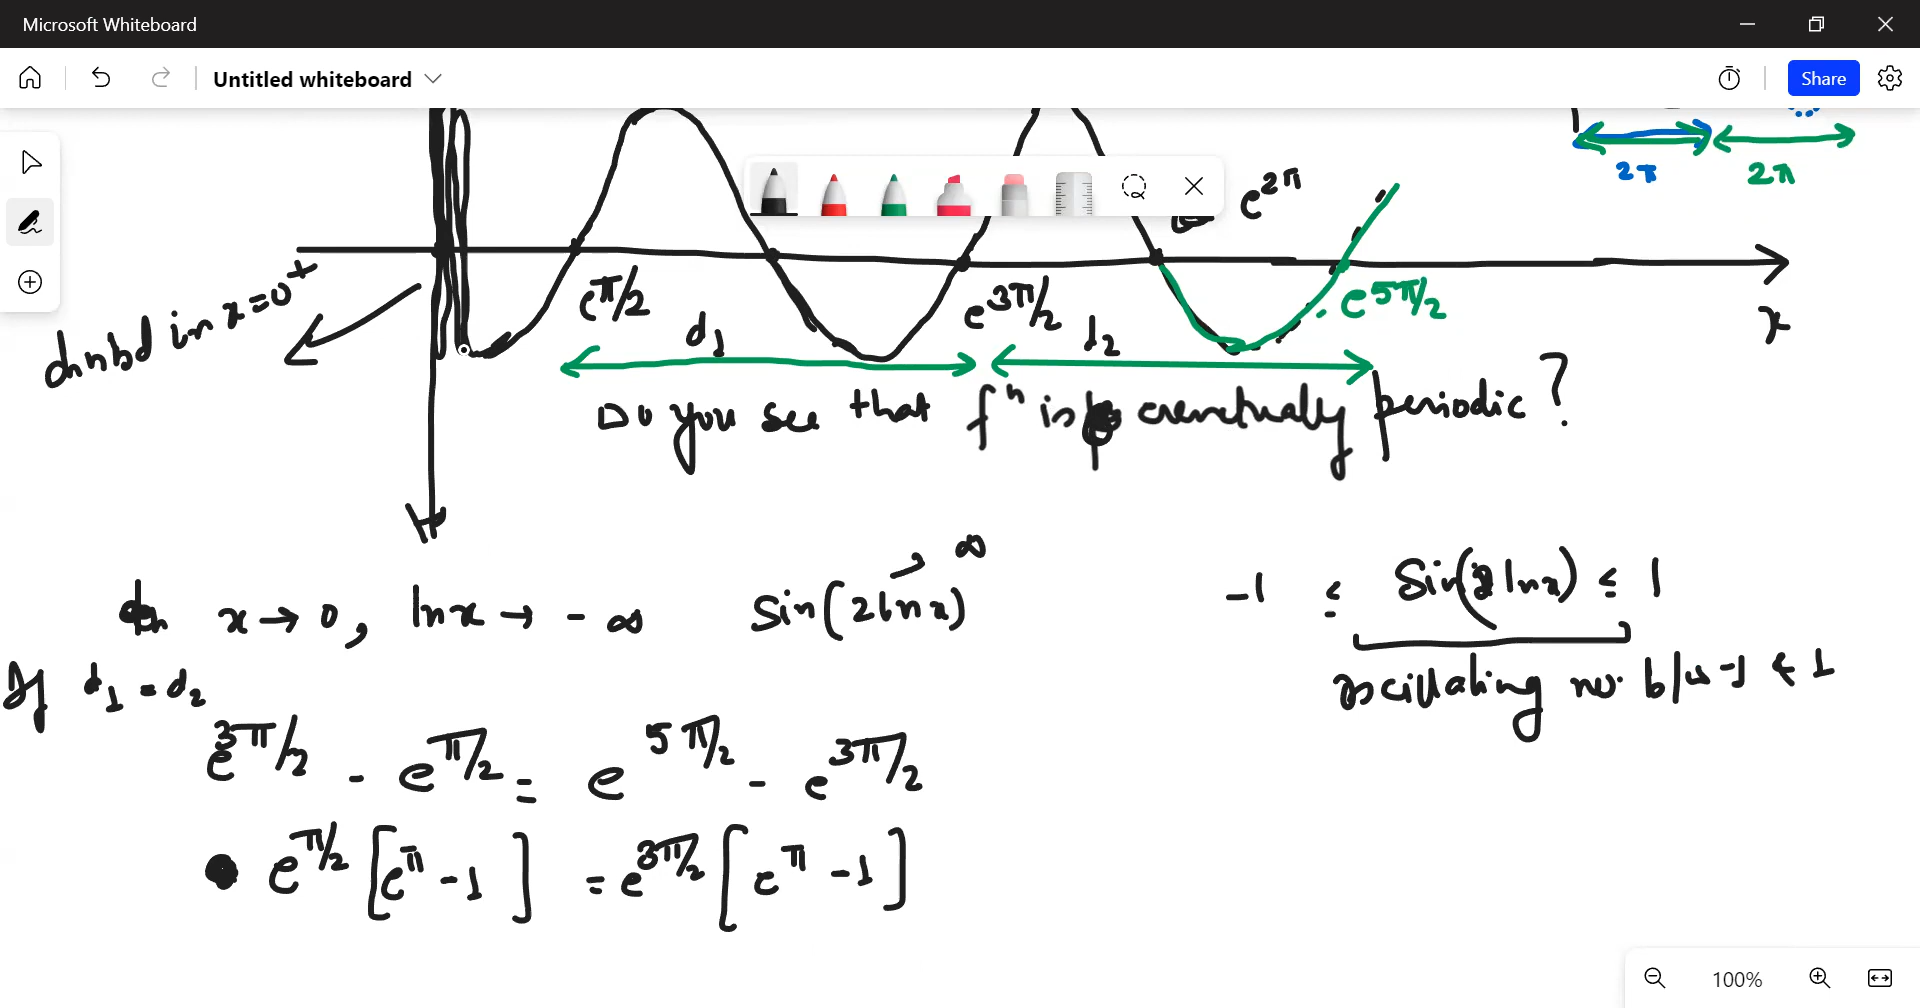 Microsoft Whiteboard
Untitled whiteboard
Share
2π 2π
e^2π
e^π/2 e^3π/2 e^5π/2
x
in x=0⁺
d₁ d₂
Do you see that fⁿ is eventually periodic?
x → 0, ln x → - ∞ Sin(2 ln x) ∞
-1 ≤ Sin(2 ln x) ≤ 1
oscillating no. b/w -1 & 1
If d₁ = d₂
e^3π/2 - e^π/2 = e^5π/2 - e^3π/2
e^π/2 [e^π - 1] = e^3π/2 [e^π - 1]
100%